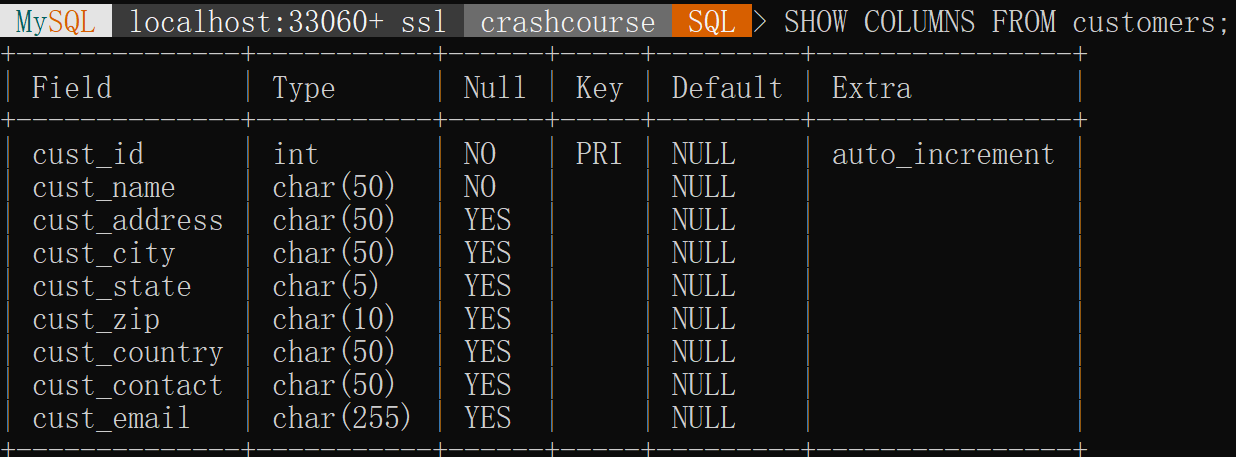 MySQL localhost:33060+ ssl crashcourse SQL > SHOW COLUMNS FROM customers;
+--------------+-----------+------+-----+---------+----------------+
| Field        | Type      | Null | Key | Default | Extra          |
+--------------+-----------+------+-----+---------+----------------+
| cust_id      | int       | NO   | PRI | NULL    | auto_increment |
| cust_name    | char(50)  | NO   |     | NULL    |                |
| cust_address | char(50)  | YES  |     | NULL    |                |
| cust_city    | char(50)  | YES  |     | NULL    |                |
| cust_state   | char(5)   | YES  |     | NULL    |                |
| cust_zip     | char(10)  | YES  |     | NULL    |                |
| cust_country | char(50)  | YES  |     | NULL    |                |
| cust_contact | char(50)  | YES  |     | NULL    |                |
| cust_email   | char(255) | YES  |     | NULL    |                |
+--------------+-----------+------+-----+---------+----------------+